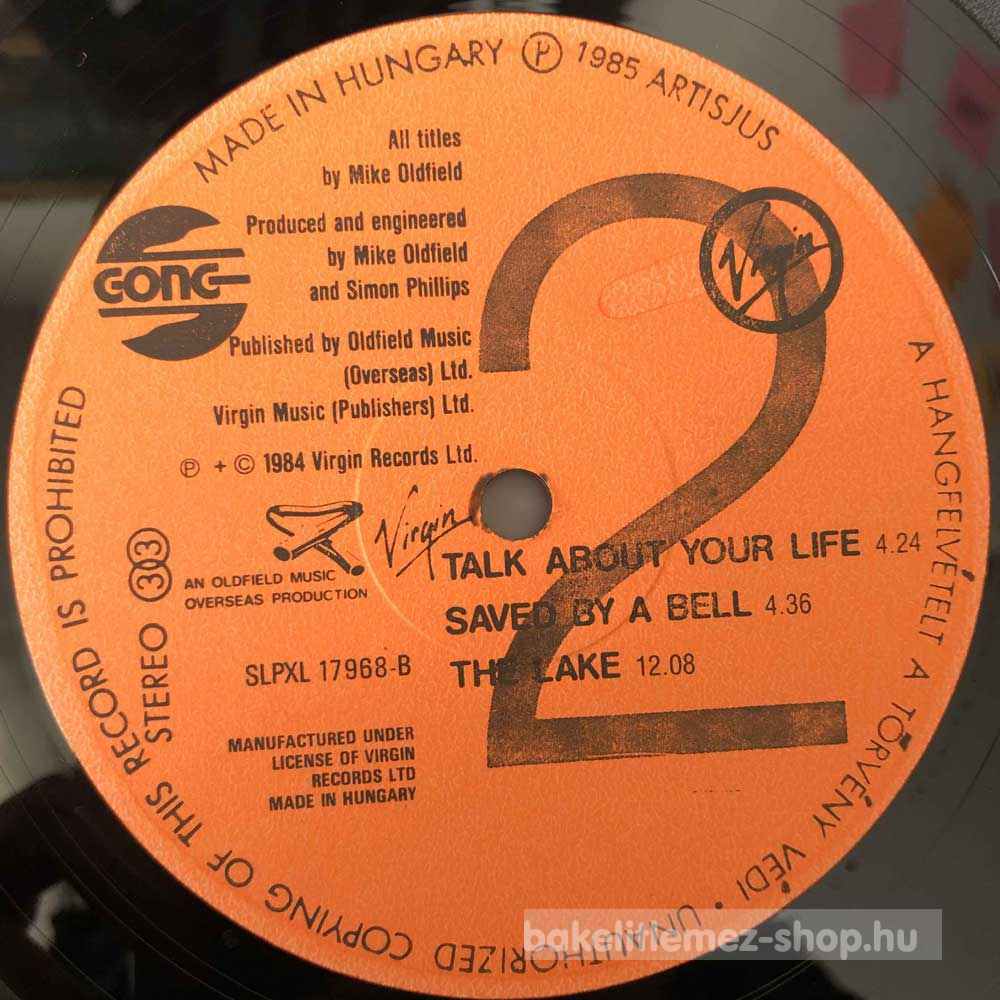 MADE IN HUNGARY Ⓟ 1985 ARTISJUS
All titles
by Mike Oldfield
Produced and engineered
by Mike Oldfield
and Simon Phillips
GONG
Virgin
2
Published by Oldfield Music
(Overseas) Ltd.
Virgin Music (Publishers) Ltd.
Ⓟ + © 1984 Virgin Records Ltd.
Virgin
AN OLDFIELD MUSIC
OVERSEAS PRODUCTION
STEREO 33
TALK ABOUT YOUR LIFE 4.24
SAVED BY A BELL 4.36
THE LAKE 12.08
SLPXL 17968-B
MANUFACTURED UNDER
LICENSE OF VIRGIN
RECORDS LTD
MADE IN HUNGARY
A HANGFELVÉTELT A TÖRVÉNY VÉDI • UNAUTHORIZED COPYING OF THIS RECORD IS PROHIBITED
bakelitlemez-shop.hu